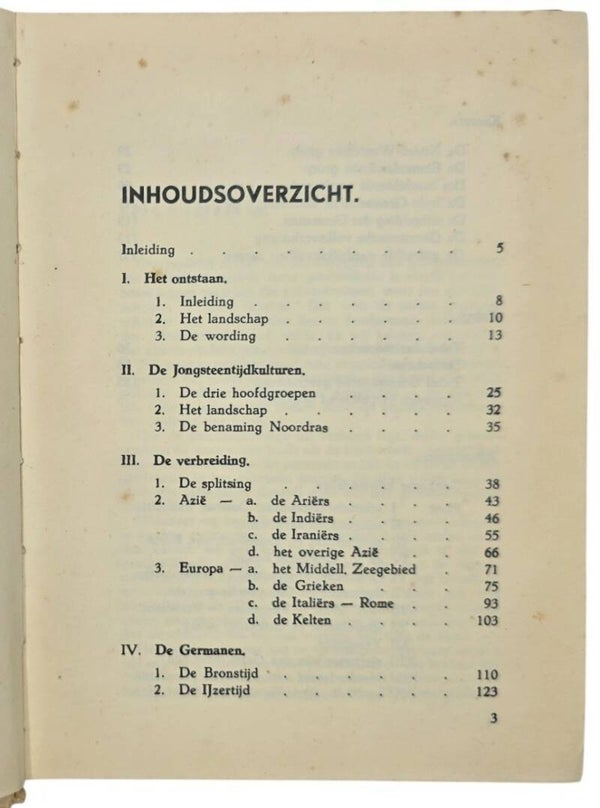 INHOUDSOVERZICHT.
Inleiding . . . . . . . . . 5
I. Het ontstaan.
1. Inleiding . . . . . . . 8
2. Het landschap . . . . . . 10
3. De wording . . . . . . 13
II. De Jongsteentijdkulturen.
1. De drie hoofdgroepen . . . . 25
2. Het landschap . . . . . . 32
3. De benaming Noordras . . . . 35
III. De verbreiding.
1. De splitsing . . . . . . 38
2. Azië — a. de Ariërs . . . . 43
b. de Indiërs . . . . 46
c. de Iraniërs . . . . 55
d. het overige Azië . . 66
3. Europa — a. het Middell. Zeegebied . 71
b. de Grieken . . . 75
c. de Italiërs — Rome . . 93
d. de Kelten . . . . 103
IV. De Germanen.
1. De Bronstijd . . . . . . 110
2. De IJzertijd . . . . . . 123
3